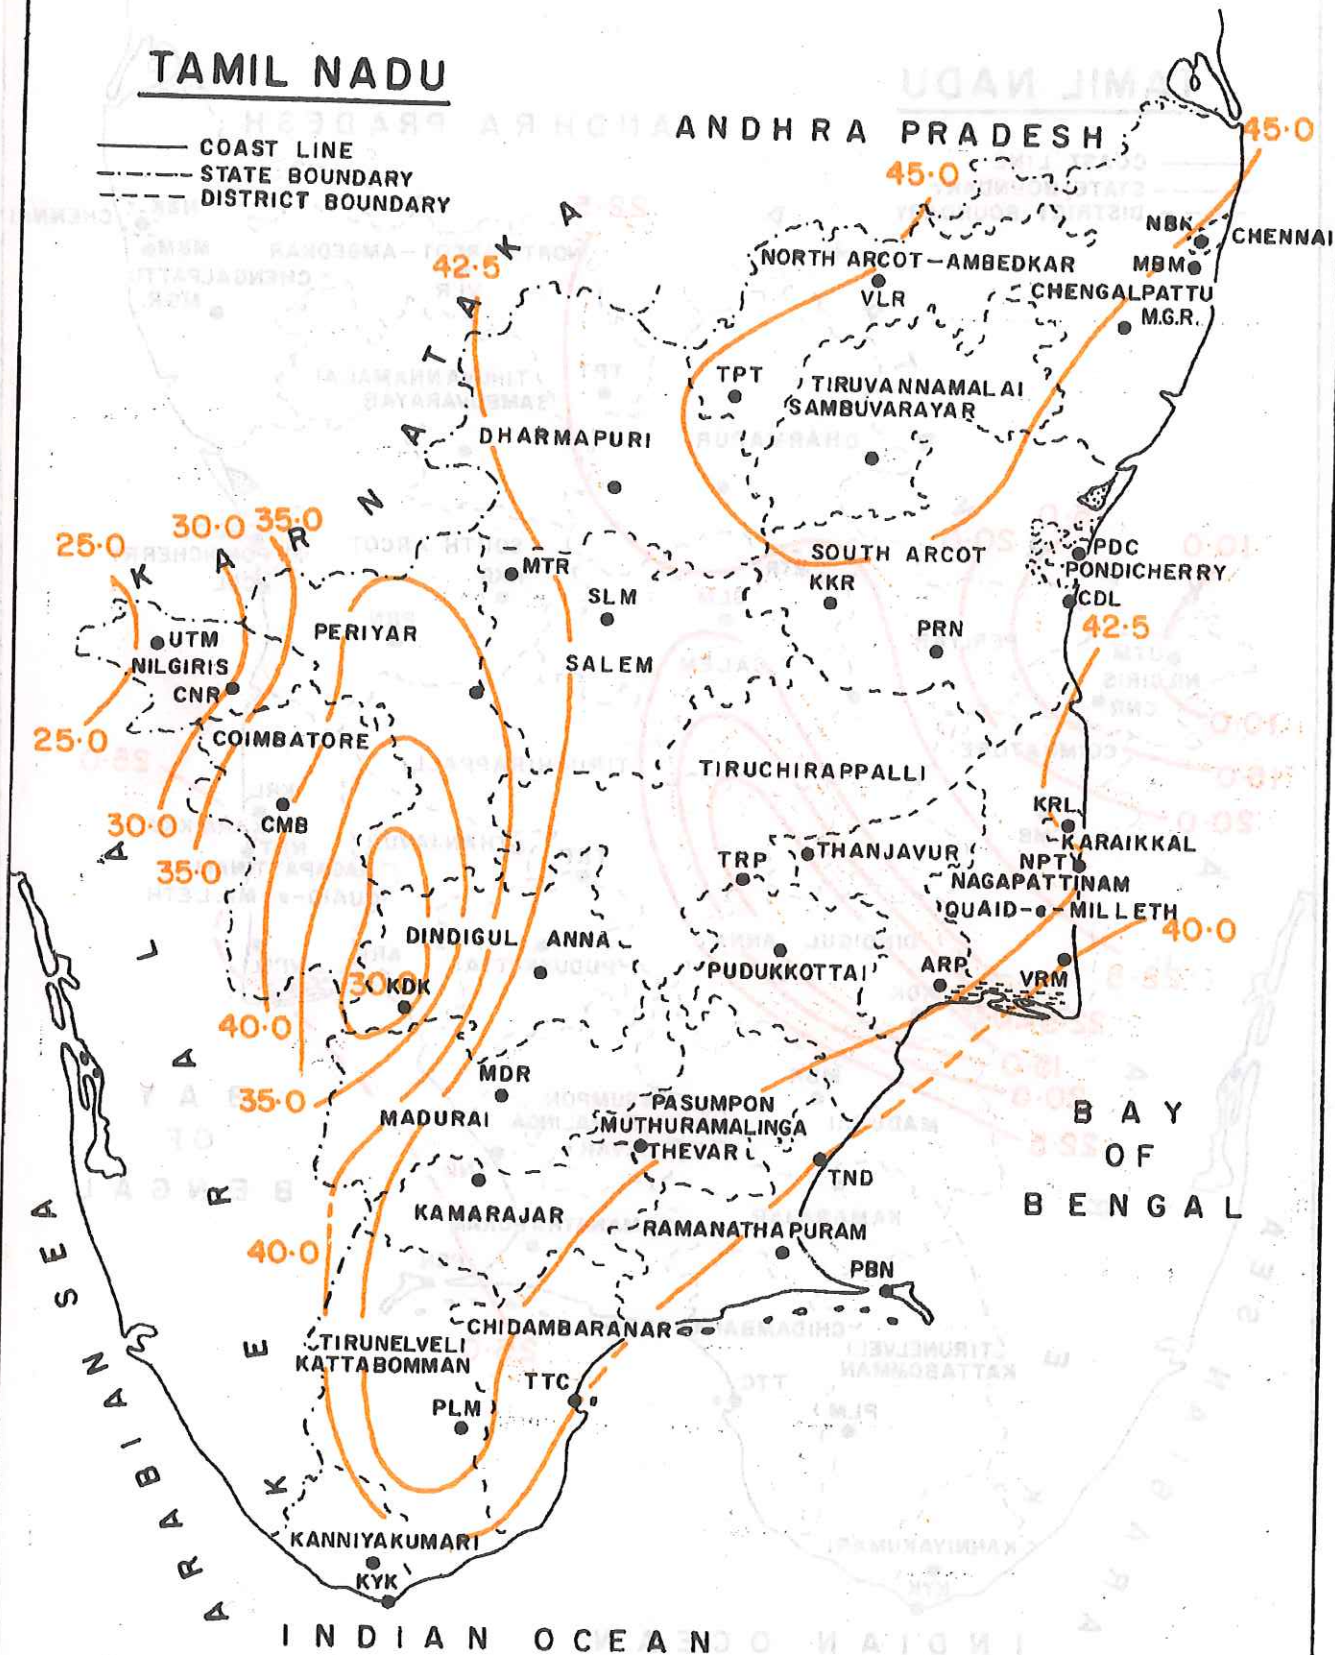 TAMIL NADU
COAST LINE
STATE BOUNDARY
DISTRICT BOUNDARY
ANDHRA PRADESH
45.0
45.0
42.5
KARNATAKA
NBK
CHENNAI
NORTH ARCOT-AMBEDKAR
MBM
VLR
CHENGALPATTU
M.G.R.
TPT
TIRUVANNAMALAI
SAMBUVARAYAR
DHARMAPURI
25.0
30.0
35.0
MTR
SOUTH ARCOT
PDC
PONDICHERRY
KKR
SLM
CDL
42.5
UTM
PERIYAR
PRN
NILGIRIS
SALEM
CNR
25.0
COIMBATORE
TIRUCHIRAPPALLI
30.0
CMB
KRL
KARAIKKAL
35.0
TRP
THANJAVUR
NPTY
NAGAPATTINAM
QUAID-e-MILLETH
40.0
DINDIGUL ANNA
PUDUKKOTTAI
ARP
VRM
30.0
KDK
40.0
MDR
35.0
MADURAI
PASUMPON
MUTHURAMALINGA
THEVAR
TND
BAY
OF
BENGAL
KAMARAJAR
RAMANATHAPURAM
40.0
PBN
CHIDAMBARANAR
TIRUNELVELI
KATTABOMMAN
TTC
PLM
KERALA
ARABIAN SEA
KANNIYAKUMARI
KYK
INDIAN OCEAN